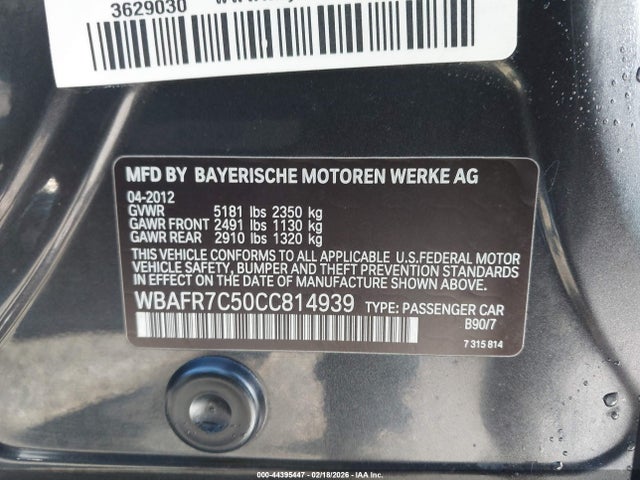 3629030
MFD BY BAYERISCHE MOTOREN WERKE AG
04-2012
GVWR 5181 lbs 2350 kg
GAWR FRONT 2491 lbs 1130 kg
GAWR REAR 2910 lbs 1320 kg
THIS VEHICLE CONFORMS TO ALL APPLICABLE U.S.FEDERAL MOTOR
VEHICLE SAFETY, BUMPER AND THEFT PREVENTION STANDARDS
IN EFFECT ON THE DATE OF MANUFACTURE SHOWN ABOVE.
WBAFR7C50CC814939 TYPE: PASSENGER CAR
B90/7
7 315 814
000-44395447 - 02/18/2026 - IAA Inc.